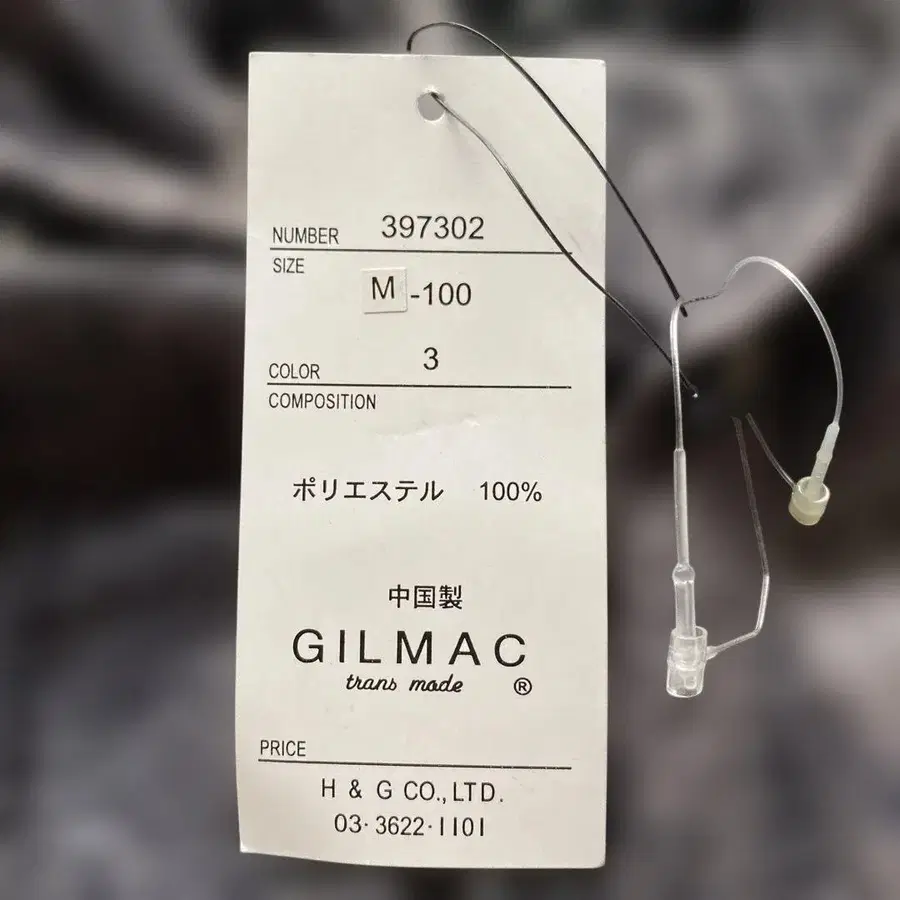 NUMBER 397302
SIZE
M -100
COLOR 3
COMPOSITION
ポリエステル 100%
中国製
GILMAC
trans mode ®
PRICE
H & G CO.,LTD.
03·3622·1101